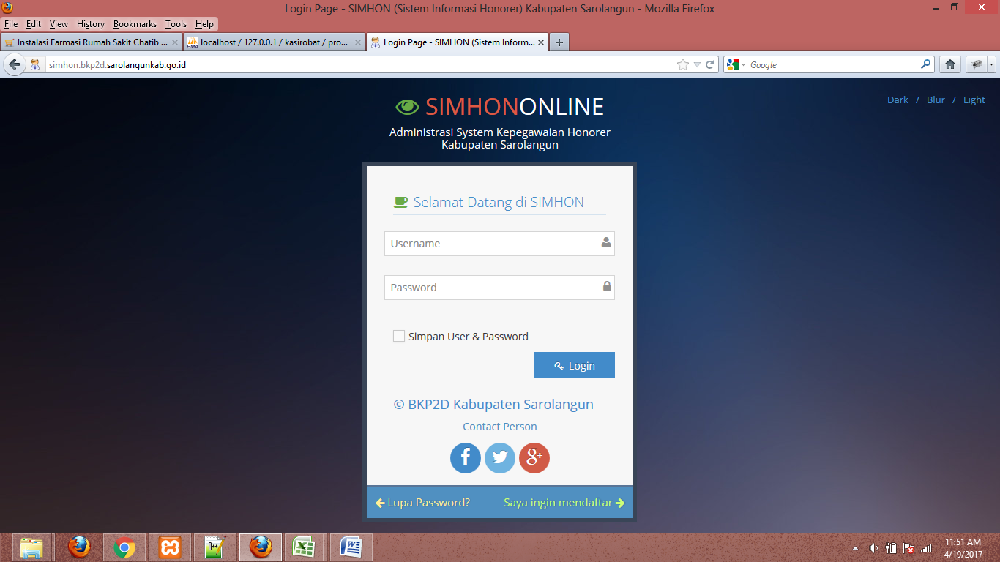 Login Page - SIMHON (Sistem Informasi Honorer) Kabupaten Sarolangun - Mozilla Firefox
File Edit View History Bookmarks Tools Help
Instalasi Farmasi Rumah Sakit Chatib ...
localhost / 127.0.0.1 / kasirobat / pro...
Login Page - SIMHON (Sistem Inform...
simhon.bkp2d.sarolangunkab.go.id
Google
Dark / Blur / Light
SIMHONONLINE
Administrasi System Kepegawaian Honorer
Kabupaten Sarolangun
Selamat Datang di SIMHON
Username
Password
Simpan User & Password
Login
© BKP2D Kabupaten Sarolangun
Contact Person
Lupa Password?
Saya ingin mendaftar
11:51 AM
4/19/2017